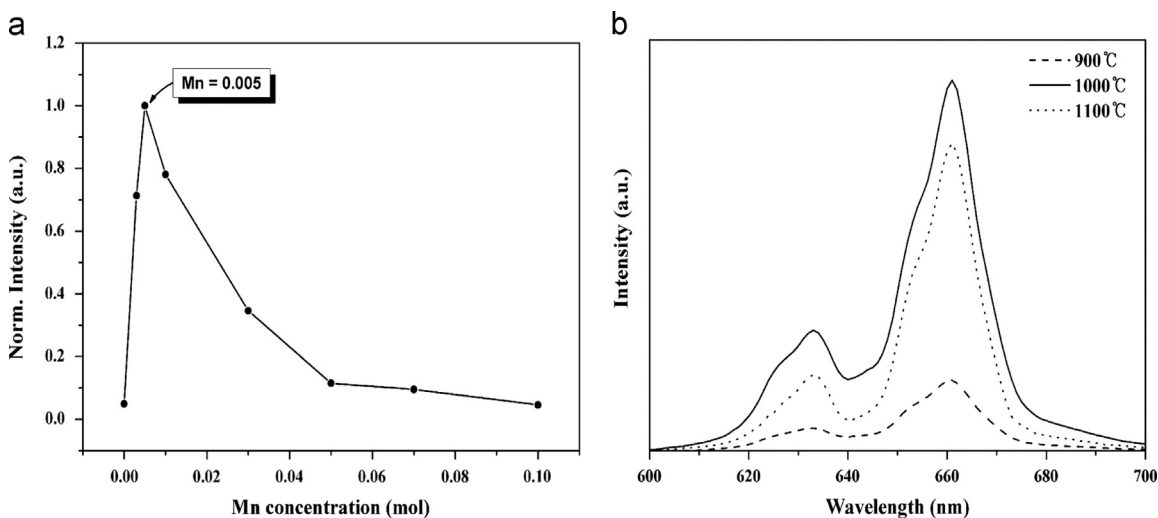 a
1.2
1.0
0.8
0.6
0.4
0.2
0.0
Norm. Intensity (a.u.)
Mn = 0.005
0.00 0.02 0.04 0.06 0.08 0.10
Mn concentration (mol)
b
900℃
1000℃
1100℃
Intensity (a.u.)
600 620 640 660 680 700
Wavelength (nm)